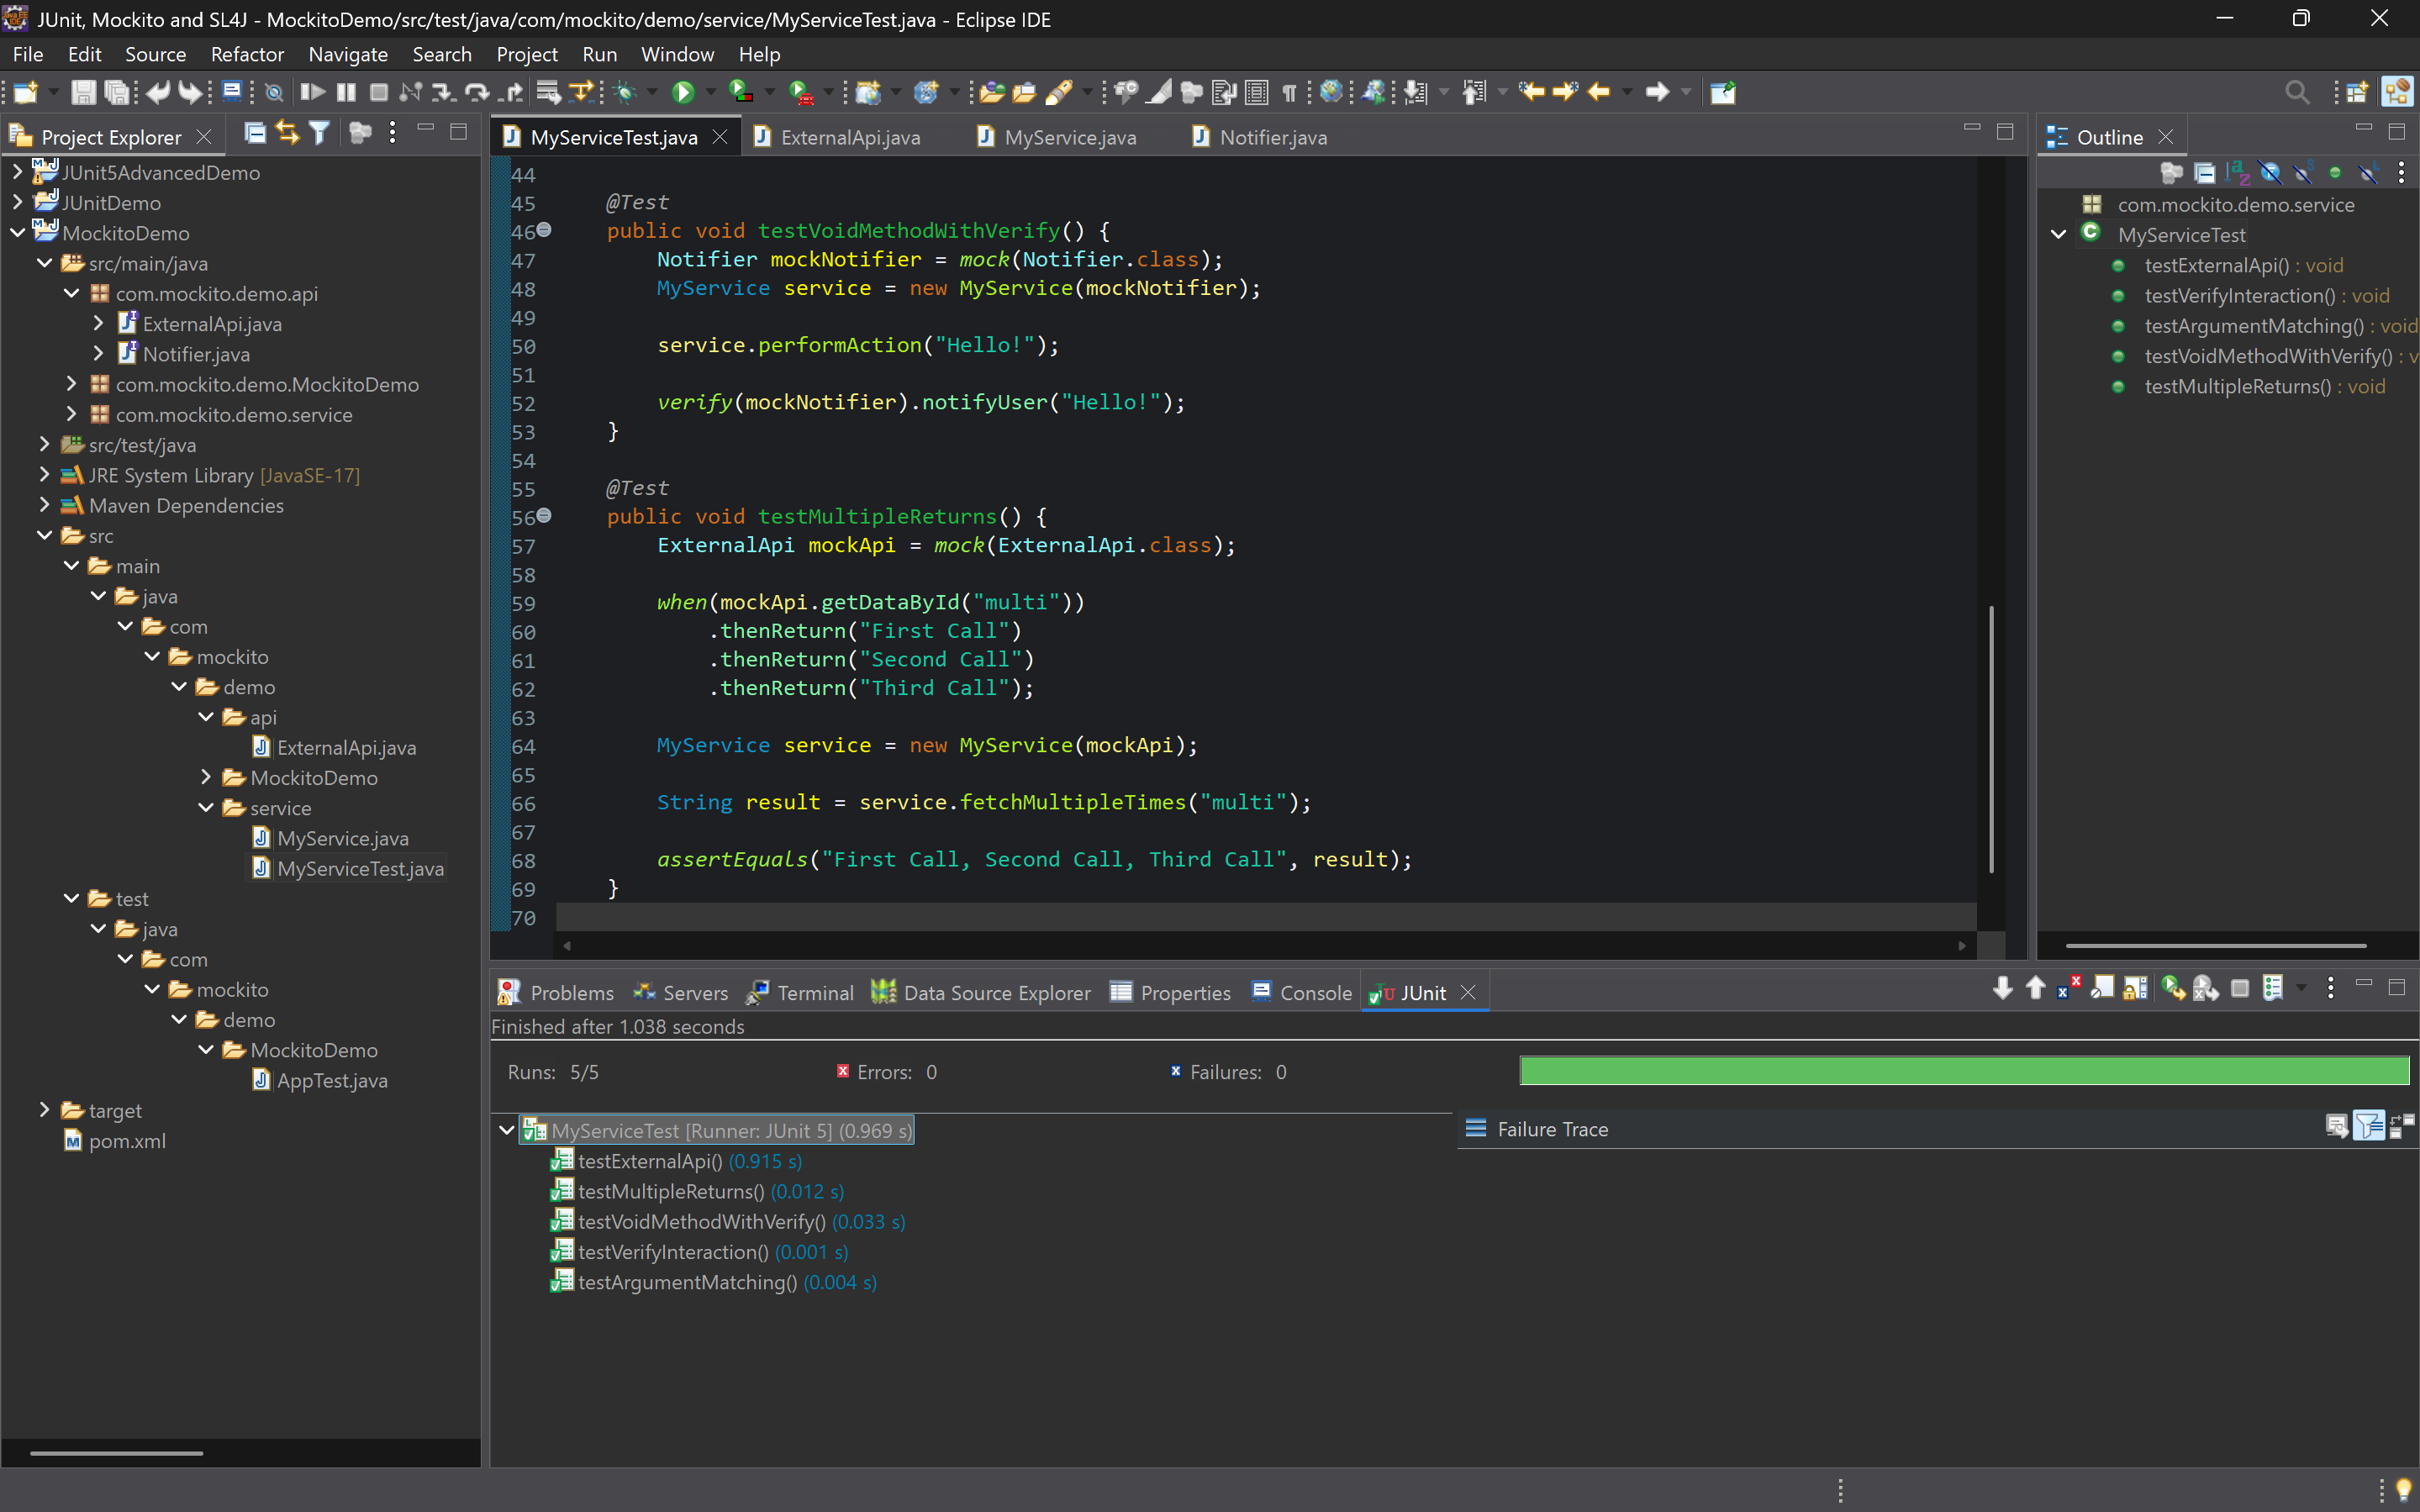 JUnit, Mockito and SL4J - MockitoDemo/src/test/java/com/mockito/demo/service/MyServiceTest.java - Eclipse IDE
File Edit Source Refactor Navigate Search Project Run Window Help
Project Explorer
JUnit5AdvancedDemo
JUnitDemo
MockitoDemo
src/main/java
com.mockito.demo.api
ExternalApi.java
Notifier.java
com.mockito.demo.MockitoDemo
com.mockito.demo.service
src/test/java
JRE System Library [JavaSE-17]
Maven Dependencies
src
main
java
com
mockito
demo
api
ExternalApi.java
MockitoDemo
service
MyService.java
MyServiceTest.java
test
java
com
mockito
demo
MockitoDemo
AppTest.java
target
pom.xml
MyServiceTest.java ExternalApi.java MyService.java Notifier.java
44
45 @Test
46 public void testVoidMethodWithVerify() {
47 Notifier mockNotifier = mock(Notifier.class);
48 MyService service = new MyService(mockNotifier);
49
50 service.performAction("Hello!");
51
52 verify(mockNotifier).notifyUser("Hello!");
53 }
54
55 @Test
56 public void testMultipleReturns() {
57 ExternalApi mockApi = mock(ExternalApi.class);
58
59 when(mockApi.getDataById("multi"))
60 .thenReturn("First Call")
61 .thenReturn("Second Call")
62 .thenReturn("Third Call");
63
64 MyService service = new MyService(mockApi);
65
66 String result = service.fetchMultipleTimes("multi");
67
68 assertEquals("First Call, Second Call, Third Call", result);
69 }
70
Outline
com.mockito.demo.service
MyServiceTest
testExternalApi() : void
testVerifyInteraction() : void
testArgumentMatching() : void
testVoidMethodWithVerify() : v
testMultipleReturns() : void
Problems Servers Terminal Data Source Explorer Properties Console JUnit
Finished after 1.038 seconds
Runs: 5/5 Errors: 0 Failures: 0
MyServiceTest [Runner: JUnit 5] (0.969 s)
testExternalApi() (0.915 s)
testMultipleReturns() (0.012 s)
testVoidMethodWithVerify() (0.033 s)
testVerifyInteraction() (0.001 s)
testArgumentMatching() (0.004 s)
Failure Trace